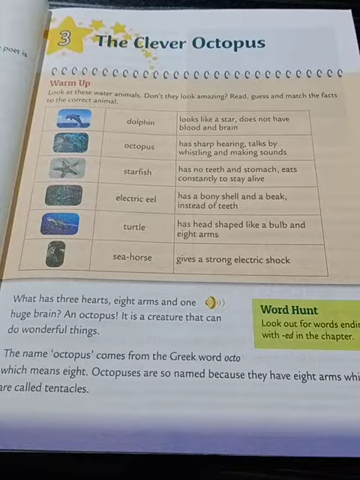 poet is
3 The Clever Octopus
Warm Up
Look at these water animals. Don't they look amazing? Read, guess and match the facts
to the correct animal.
dolphin
looks like a star, does not have
blood and brain
octopus
has sharp hearing, talks by
whistling and making sounds
starfish
has no teeth and stomach, eats
constantly to stay alive
electric eel
has a bony shell and a beak,
instead of teeth
turtle
has head shaped like a bulb and
eight arms
sea-horse
gives a strong electric shock
What has three hearts, eight arms and one
huge brain? An octopus! It is a creature that can
do wonderful things.
Word Hunt
Look out for words endin
with -ed in the chapter.
The name 'octopus' comes from the Greek word octo
which means eight. Octopuses are so named because they have eight arms whi
are called tentacles.